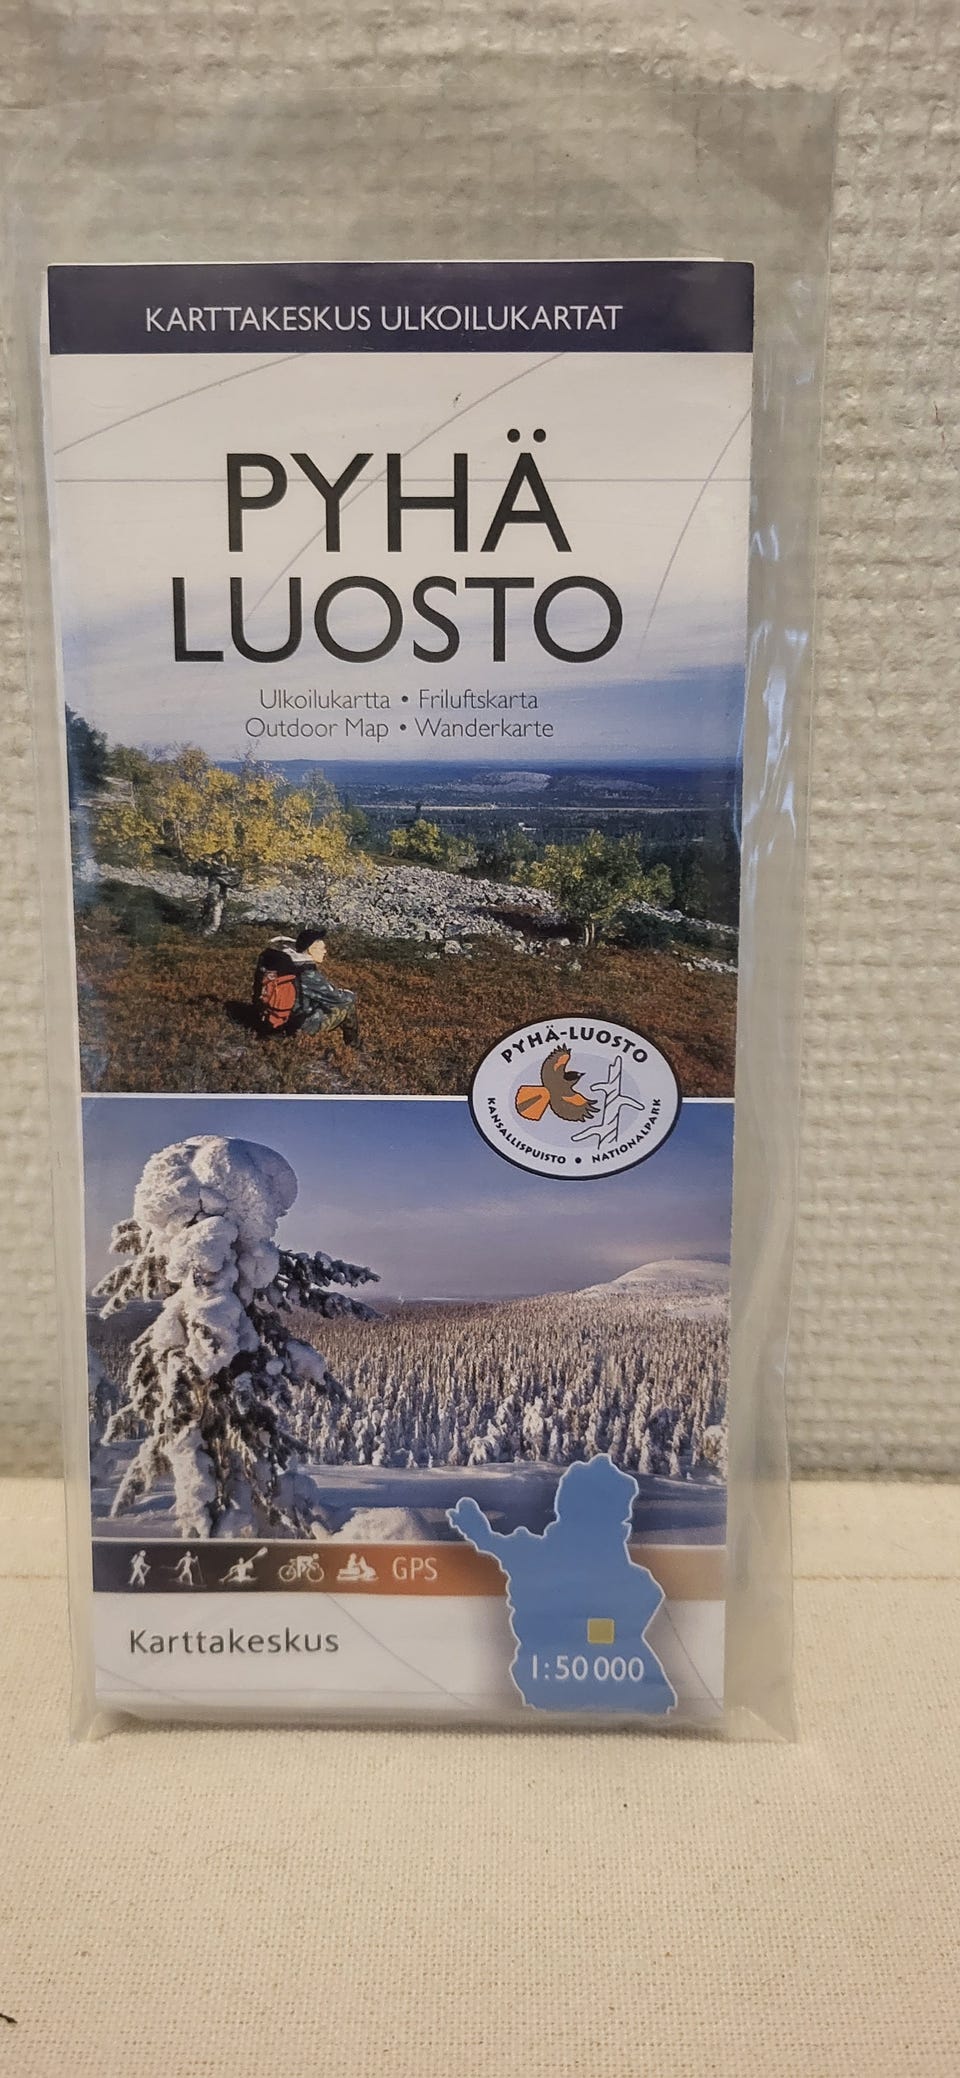 KARTTAKESKUS ULKOILUKARTAT
PYHÄ
LUOSTO
Ulkoilukartta • Friluftskarta
Outdoor Map • Wanderkarte
PYHÄ-LUOSTO
KANSALLISPUISTO • NATIONALPARK
GPS
Karttakeskus
1:50 000